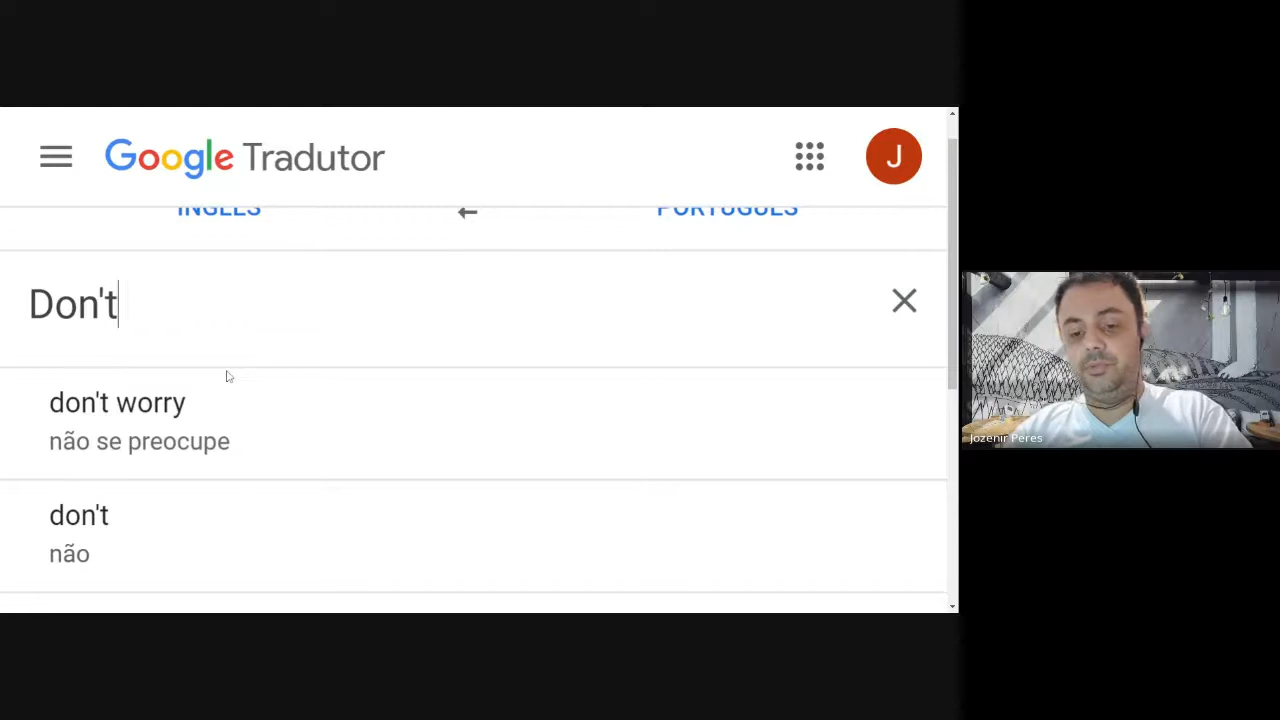 Google Tradutor
J
INGLÊS
PORTUGUÊS
Don't
don't worry
não se preocupe
don't
não
Jozenir Peres